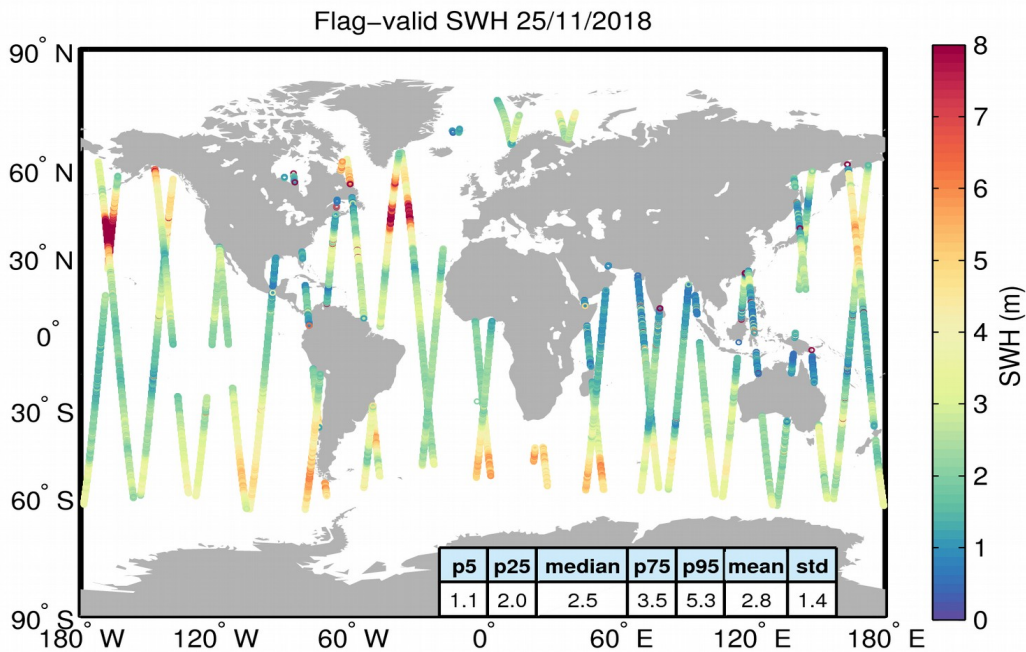 Flag−valid SWH 25/11/2018
90° N
60° N
30° N
0°
30° S
60° S
90° S
180° W
120° W
60° W
0°
60° E
120° E
180° E
p5 p25 median p75 p95 mean std
1.1 2.0 2.5 3.5 5.3 2.8 1.4
8
7
6
5
4
3
2
1
0
SWH (m)